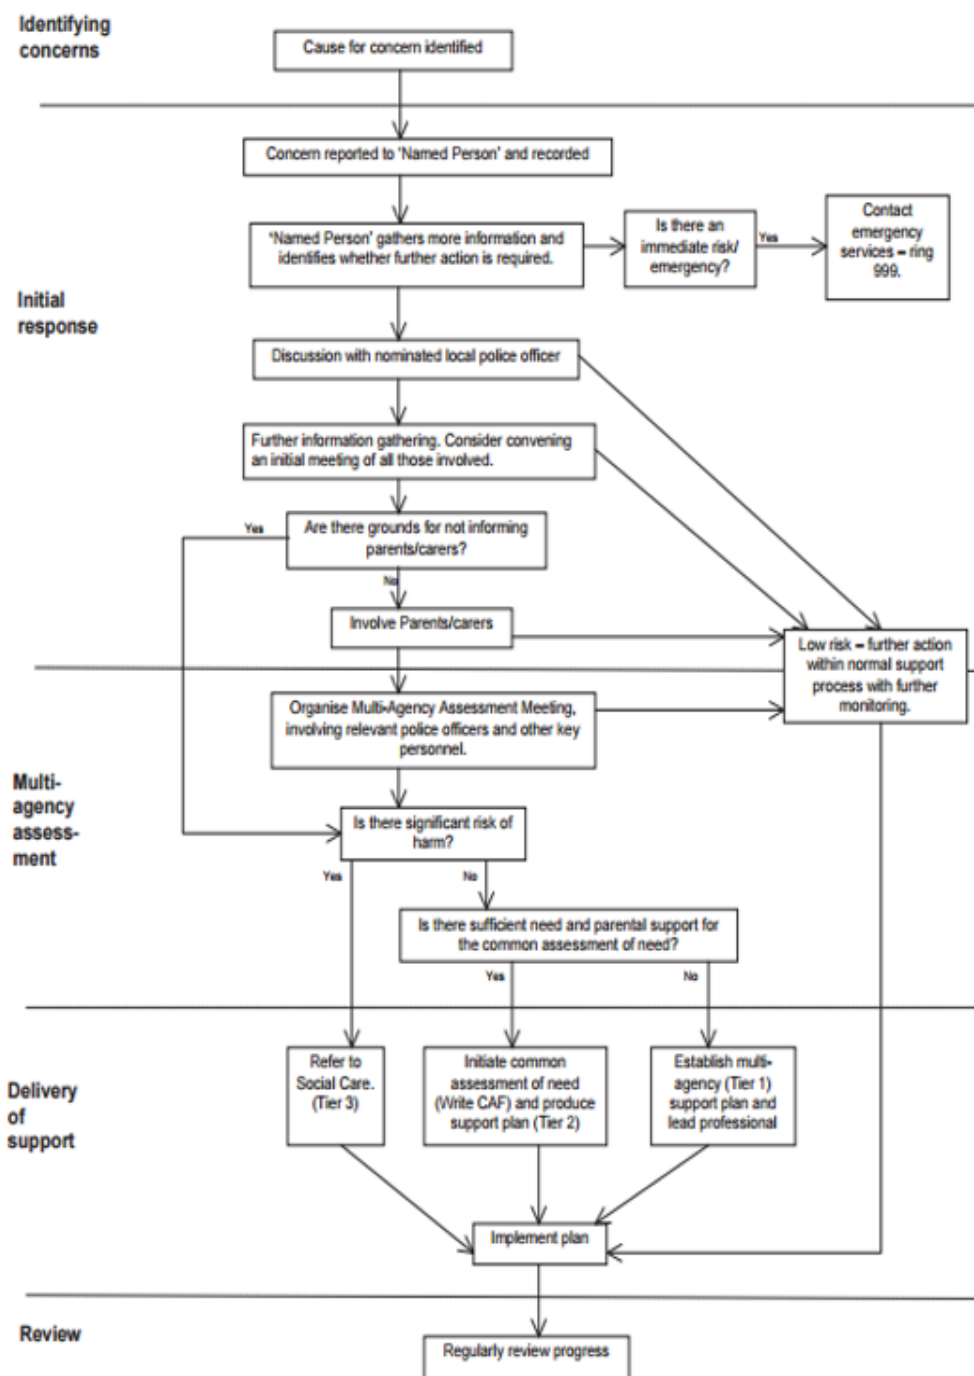 Identifying
concerns
Cause for concern identified
Concern reported to 'Named Person' and recorded
'Named Person' gathers more information and
identifies whether further action is required.
Is there an
immediate risk/
emergency?
Yes
Contact
emergency
services – ring
999.
Initial
response
Discussion with nominated local police officer
Further information gathering. Consider convening
an initial meeting of all those involved.
Yes
Are there grounds for not informing
parents/carers?
No
Involve Parents/carers
Low risk – further action
within normal support
process with further
monitoring.
Organise Multi-Agency Assessment Meeting,
involving relevant police officers and other key
personnel.
Multi-
agency
assess-
ment
Is there significant risk of
harm?
Yes
No
Is there sufficient need and parental support for
the common assessment of need?
Yes
No
Delivery
of
support
Refer to
Social Care.
(Tier 3)
Initiate common
assessment of need
(Write CAF) and produce
support plan (Tier 2)
Establish multi-
agency (Tier 1)
support plan and
lead professional
Implement plan
Review
Regularly review progress